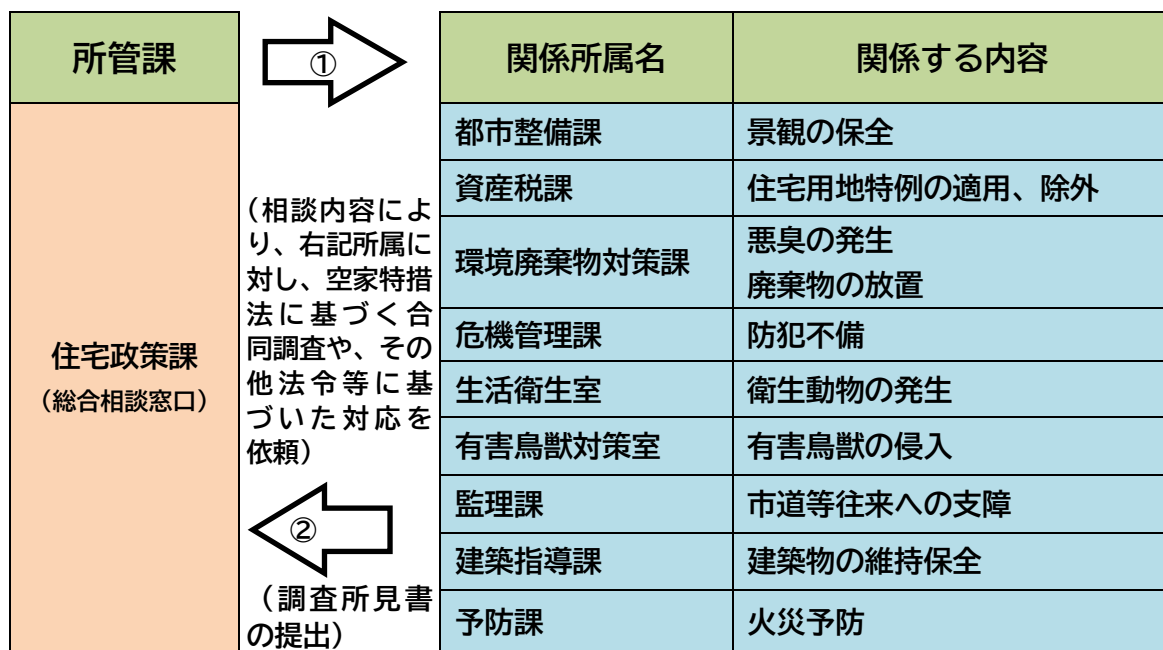 所管課
①
関係所属名
関係する内容
住宅政策課
（総合相談窓口）
（相談内容によ
り、右記所属に
対し、空家特措
法に基づく合
同調査や、その
他法令等に基
づいた対応を
依頼）
②
（調査所見書
の提出）
都市整備課
景観の保全
資産税課
住宅用地特例の適用、除外
環境廃棄物対策課
悪臭の発生
廃棄物の放置
危機管理課
防犯不備
生活衛生室
衛生動物の発生
有害鳥獣対策室
有害鳥獣の侵入
監理課
市道等往来への支障
建築指導課
建築物の維持保全
予防課
火災予防